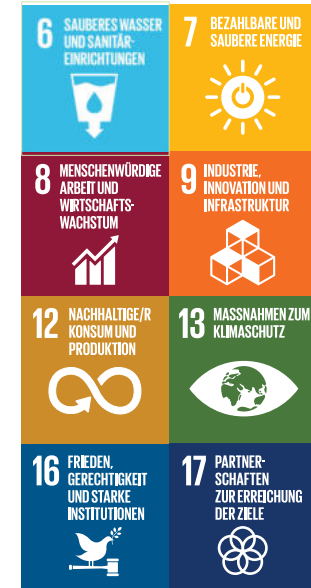 6 SAUBERES WASSER
UND SANITÄR-
EINRICHTUNGEN
7 BEZAHLBARE UND
SAUBERE ENERGIE
8 MENSCHENWÜRDIGE
ARBEIT UND
WIRTSCHAFTS-
WACHSTUM
9 INDUSTRIE,
INNOVATION UND
INFRASTRUKTUR
12 NACHHALTIGE/R
KONSUM UND
PRODUKTION
13 MASSNAHMEN ZUM
KLIMASCHUTZ
16 FRIEDEN,
GERECHTIGKEIT
UND STARKE
INSTITUTIONEN
17 PARTNER-
SCHAFTEN
ZUR ERREICHUNG
DER ZIELE